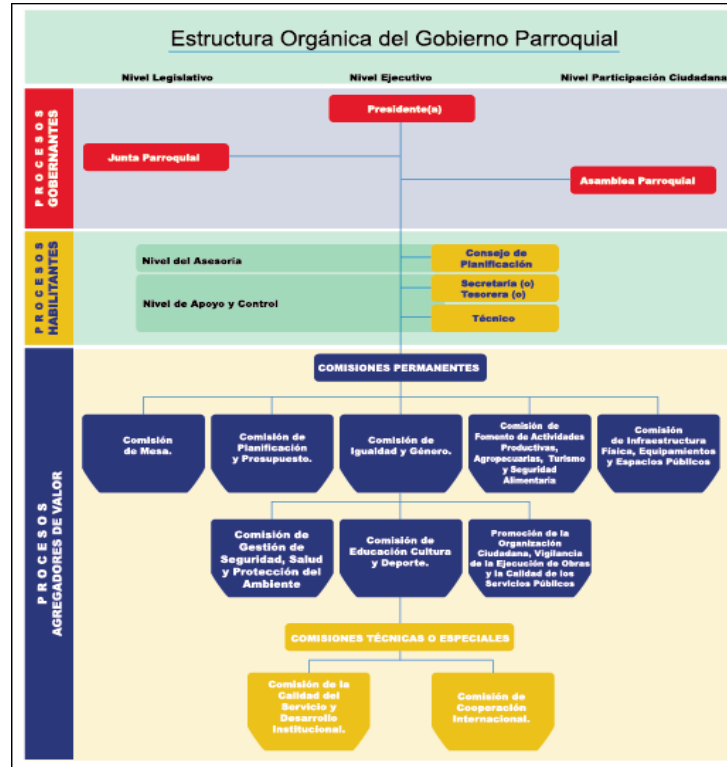 Estructura Orgánica del Gobierno Parroquial
Nivel Legislativo
Nivel Ejecutivo
Nivel Participación Ciudadana
PROCESOS
GOBERNANTES
Presidente(a)
Junta Parroquial
Asamblea Parroquial
PROCESOS
HABILITANTES
Nivel del Asesoría
Consejo de
Planificación
Nivel de Apoyo y Control
Secretaría (o)
Tesorera (o)
Técnico
PROCESOS
AGREGADORES DE VALOR
COMISIONES PERMANENTES
Comisión
de Mesa.
Comisión de
Planificación
y Presupuesto.
Comisión de
Igualdad y Género.
Comisión de
Fomento de Actividades
Productivas,
Agropecuarias, Turismo
y Seguridad
Alimentaria
Comisión
de Infraestructura
Física, Equipamientos
y Espacios Públicos
Comisión de
Gestión de
Seguridad, Salud
y Protección del
Ambiente
Comisión de
Educación Cultura
y Deporte.
Promoción de la
Organización
Ciudadana, Vigilancia
de la Ejecución de Obras
y la Calidad de los
Servicios Públicos
COMISIONES TÉCNICAS O ESPECIALES
Comisión de la
Calidad del
Servicio y
Desarrollo
Institucional.
Comisión de
Cooperación
Internacional.